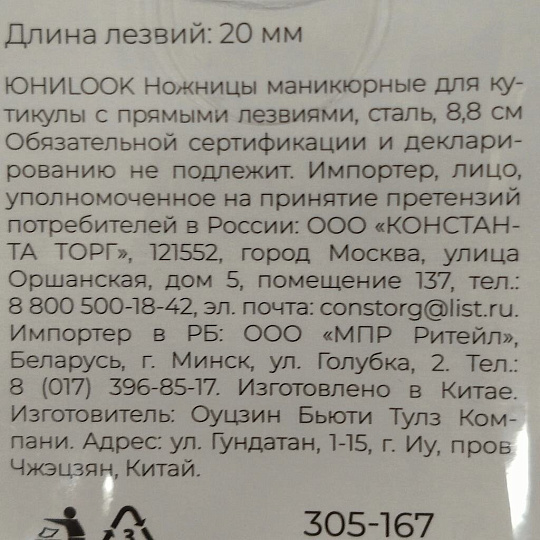 Длина лезвий: 20 мм
ЮНИLOOK Ножницы маникюрные для ку-
тикулы с прямыми лезвиями, сталь, 8,8 см
Обязательной сертификации и деклари-
рованию не подлежит. Импортер, лицо,
уполномоченное на принятие претензий
потребителей в России: ООО «КОНСТАН-
ТА ТОРГ», 121552, город Москва, улица
Оршанская, дом 5, помещение 137, тел.:
8 800 500-18-42, эл. почта: constorg@list.ru.
Импортер в РБ: ООО «МПР Ритейл»,
Беларусь, г. Минск, ул. Голубка, 2. Тел.:
8 (017) 396-85-17. Изготовлено в Китае.
Изготовитель: Оуцзин Бьюти Тулз Ком-
пани. Адрес: ул. Гундатан, 1-15, г. Иу, пров
Чжэцзян, Китай.
3
305-167